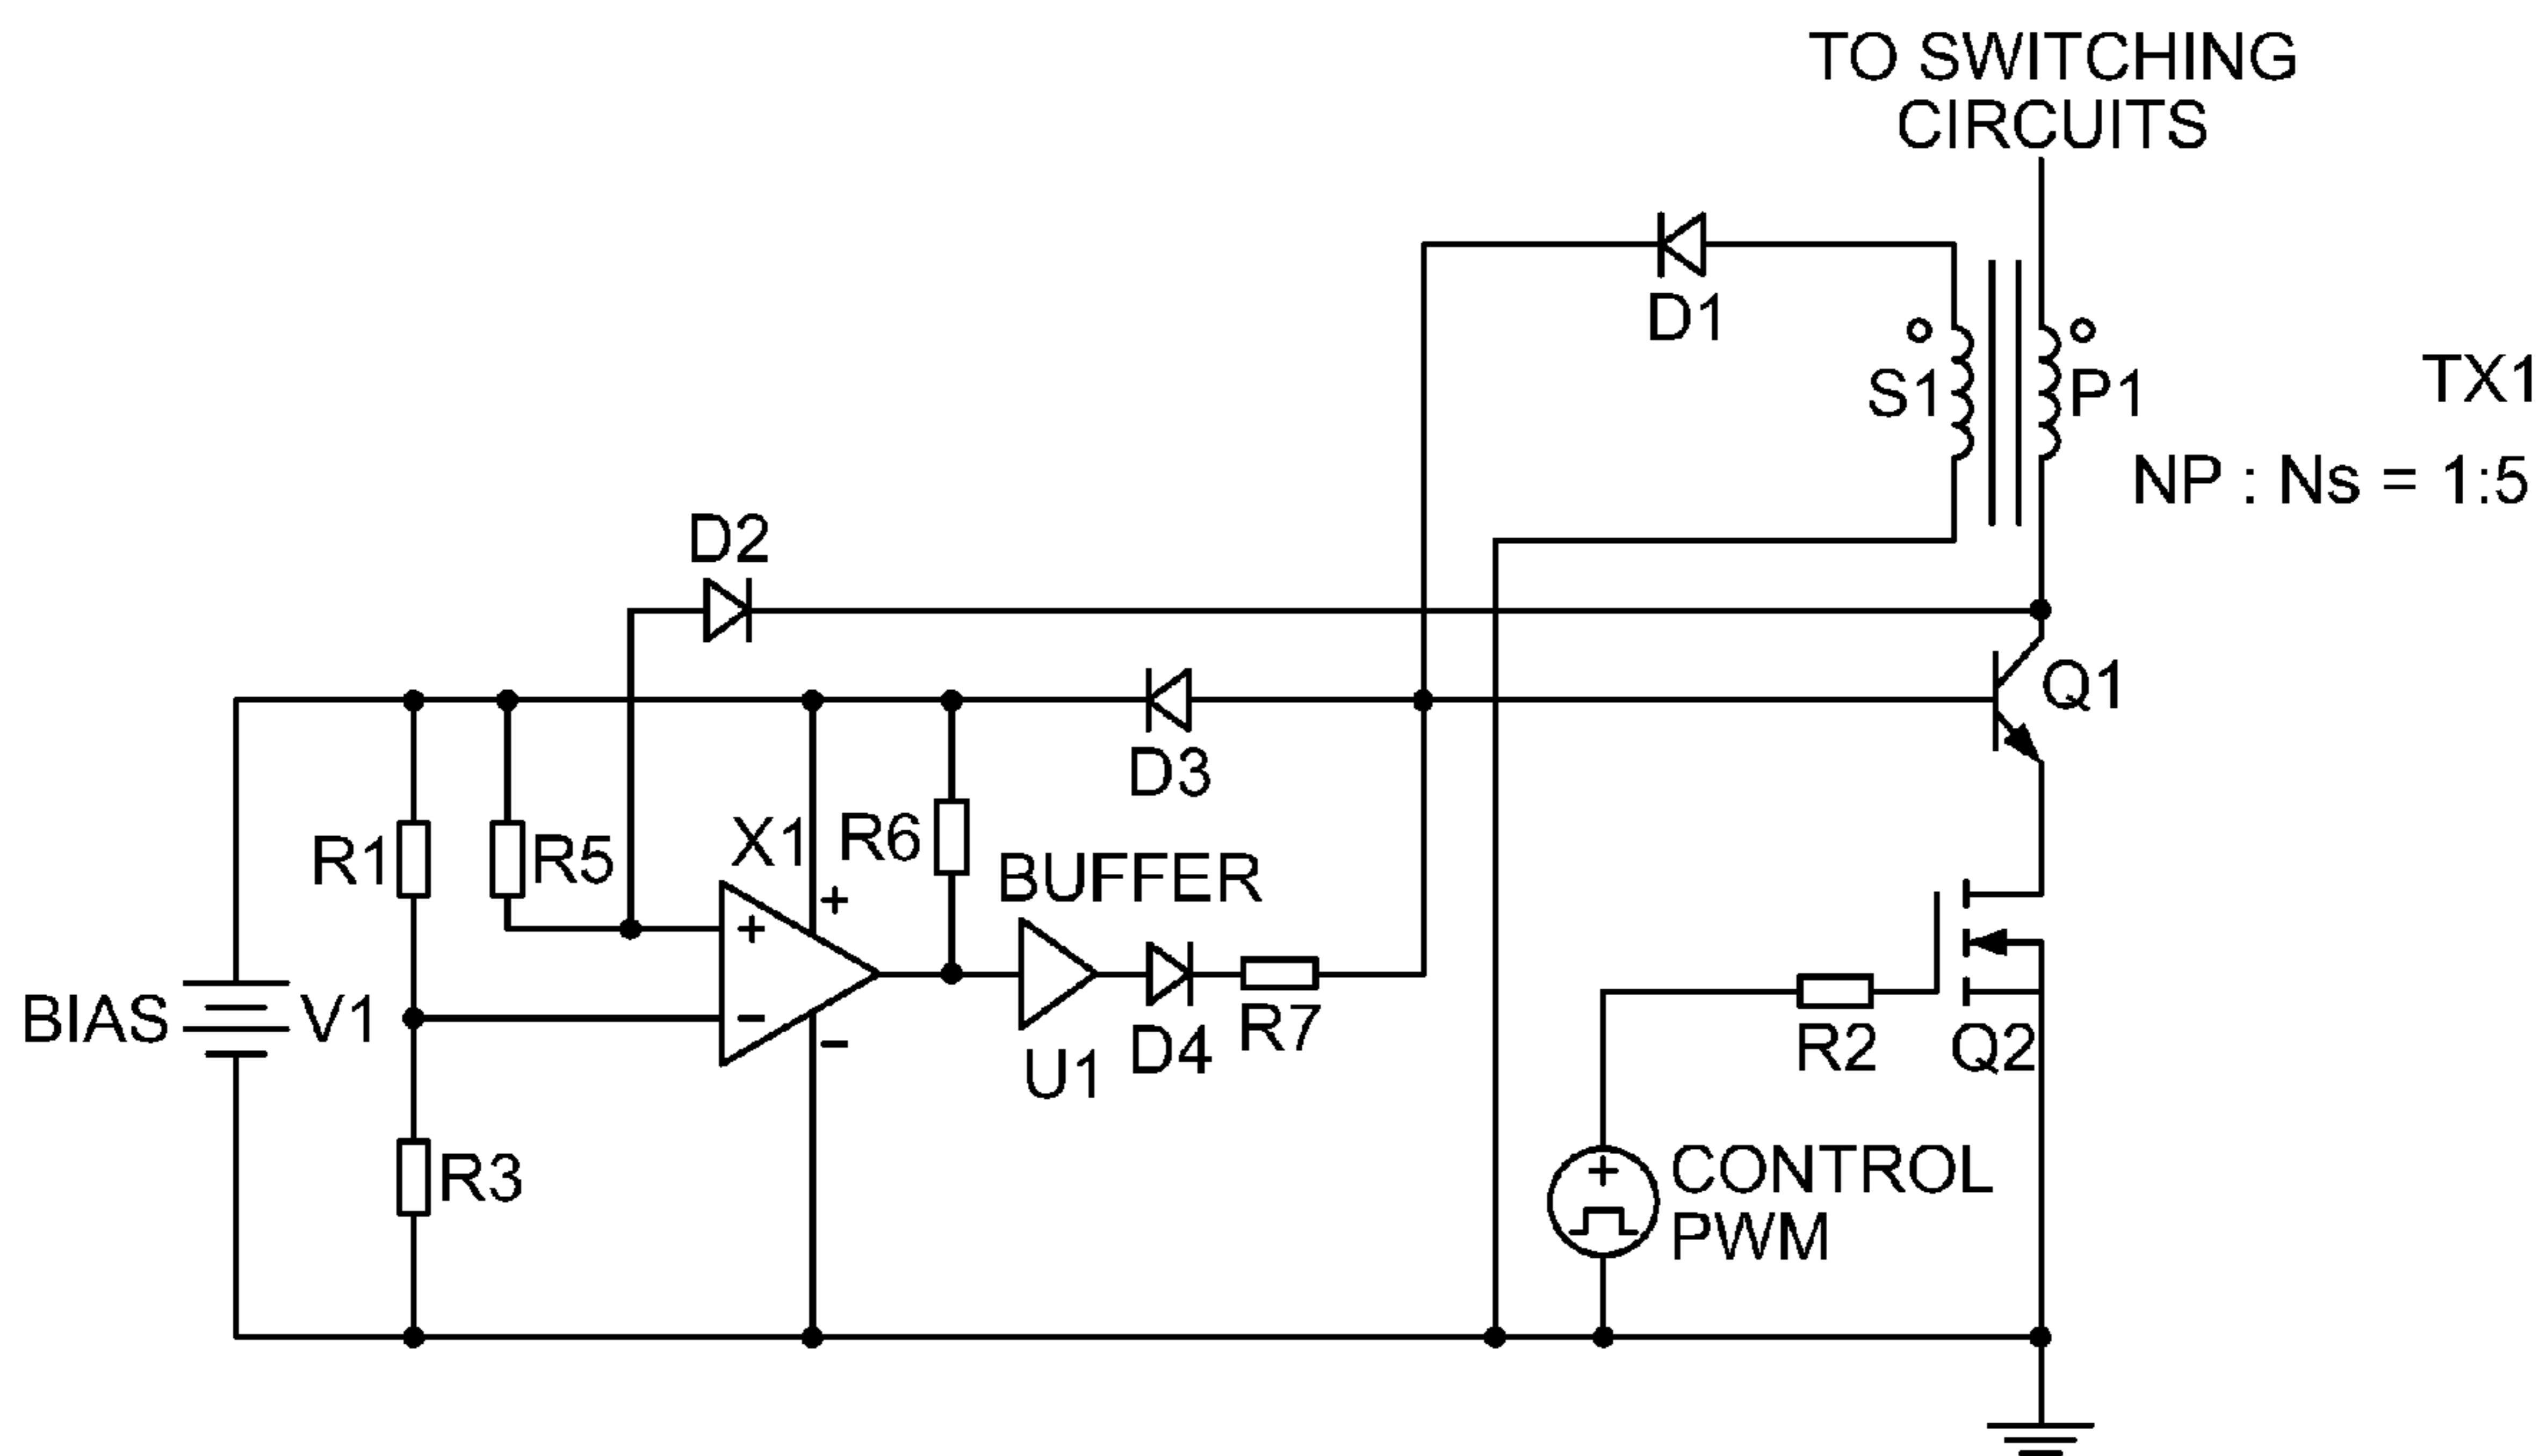 TO SWITCHING
CIRCUITS
D1
S1
P1
TX1
NP : Ns = 1:5
D2
Q1
D3
R1
R5
X1
R6
BUFFER
+
+
-
-
BIAS
V1
U1
D4
R7
R2
Q2
R3
+
CONTROL
PWM